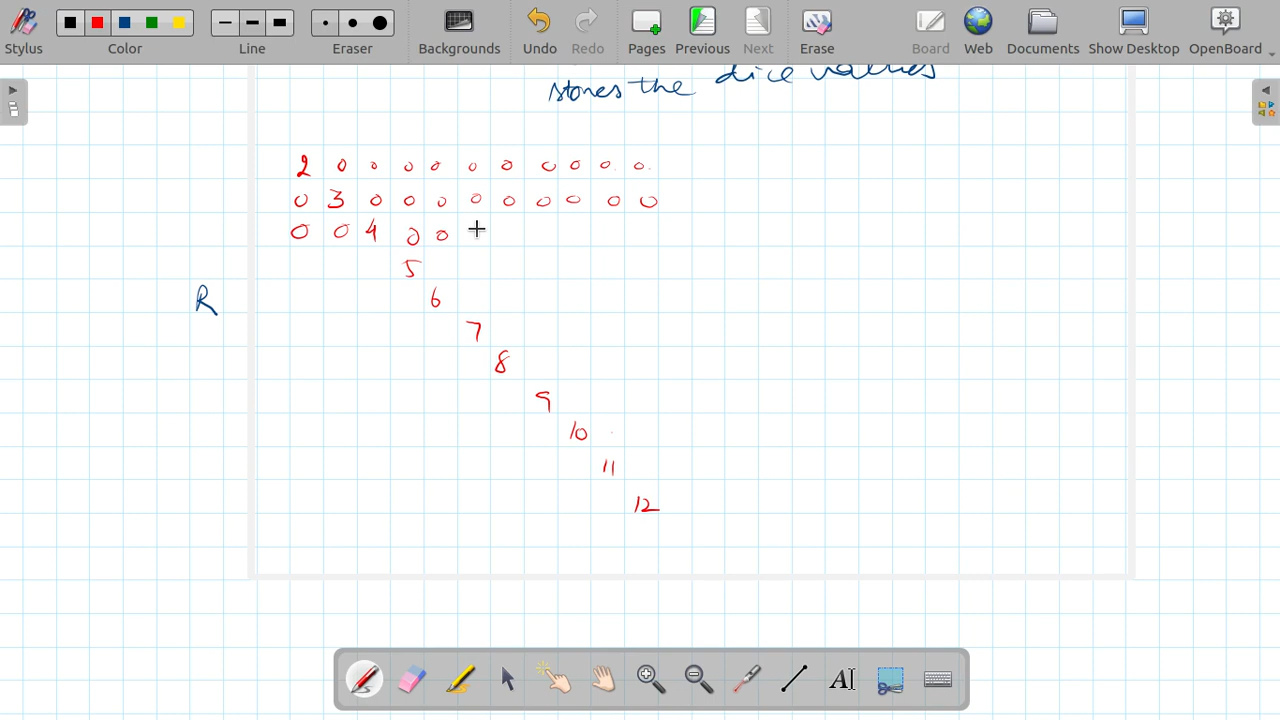 Stylus Color Line Eraser Backgrounds Undo Redo Pages Previous Next Erase Board Web Documents Show Desktop OpenBoard
stores the dice values
2 0 0 0 0 0 0 0 0 0 0
0 3 0 0 0 0 0 0 0 0 0
0 0 4 0 0
5
6
R
7
8
9
10
11
12